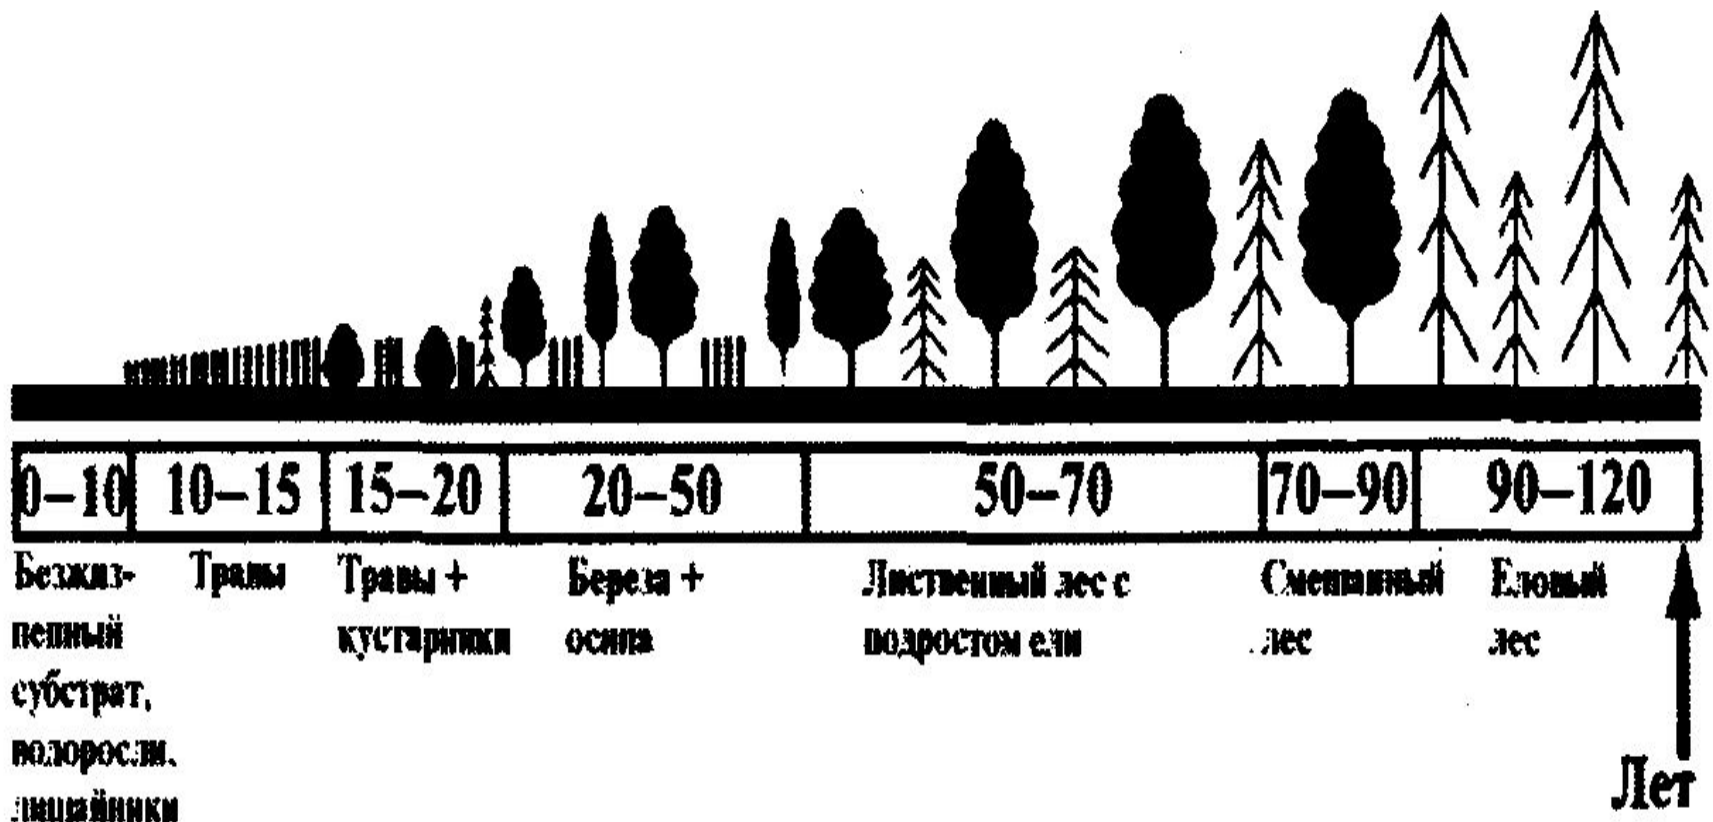 0–10 10–15 15–20 20–50 50–70 70–90 90–120
Безжиз-
ненный
субстрат,
водоросли,
лишайники
Травы
Травы +
кустарники
Береза +
осина
Лиственный лес с
подростом ели
Смешанный
лес
Еловый
лес
Лет